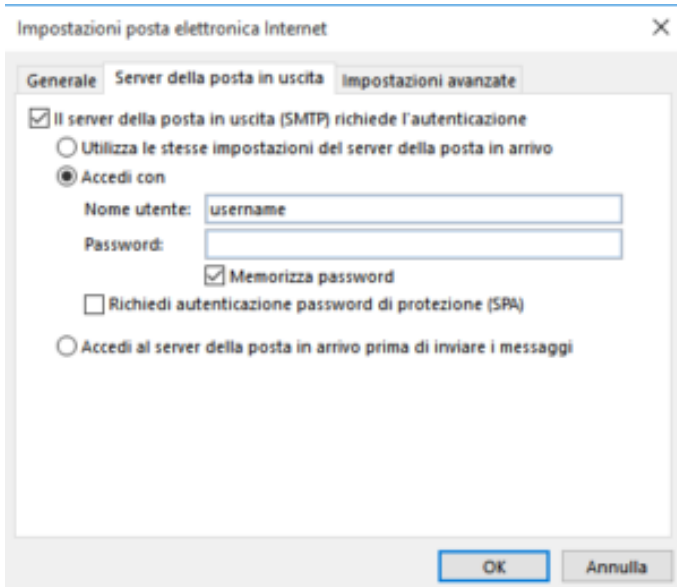 Impostazioni posta elettronica Internet
Generale Server della posta in uscita Impostazioni avanzate
Il server della posta in uscita (SMTP) richiede l'autenticazione
Utilizza le stesse impostazioni del server della posta in arrivo
Accedi con
Nome utente: username
Password:
Memorizza password
Richiedi autenticazione password di protezione (SPA)
Accedi al server della posta in arrivo prima di inviare i messaggi
OK Annulla